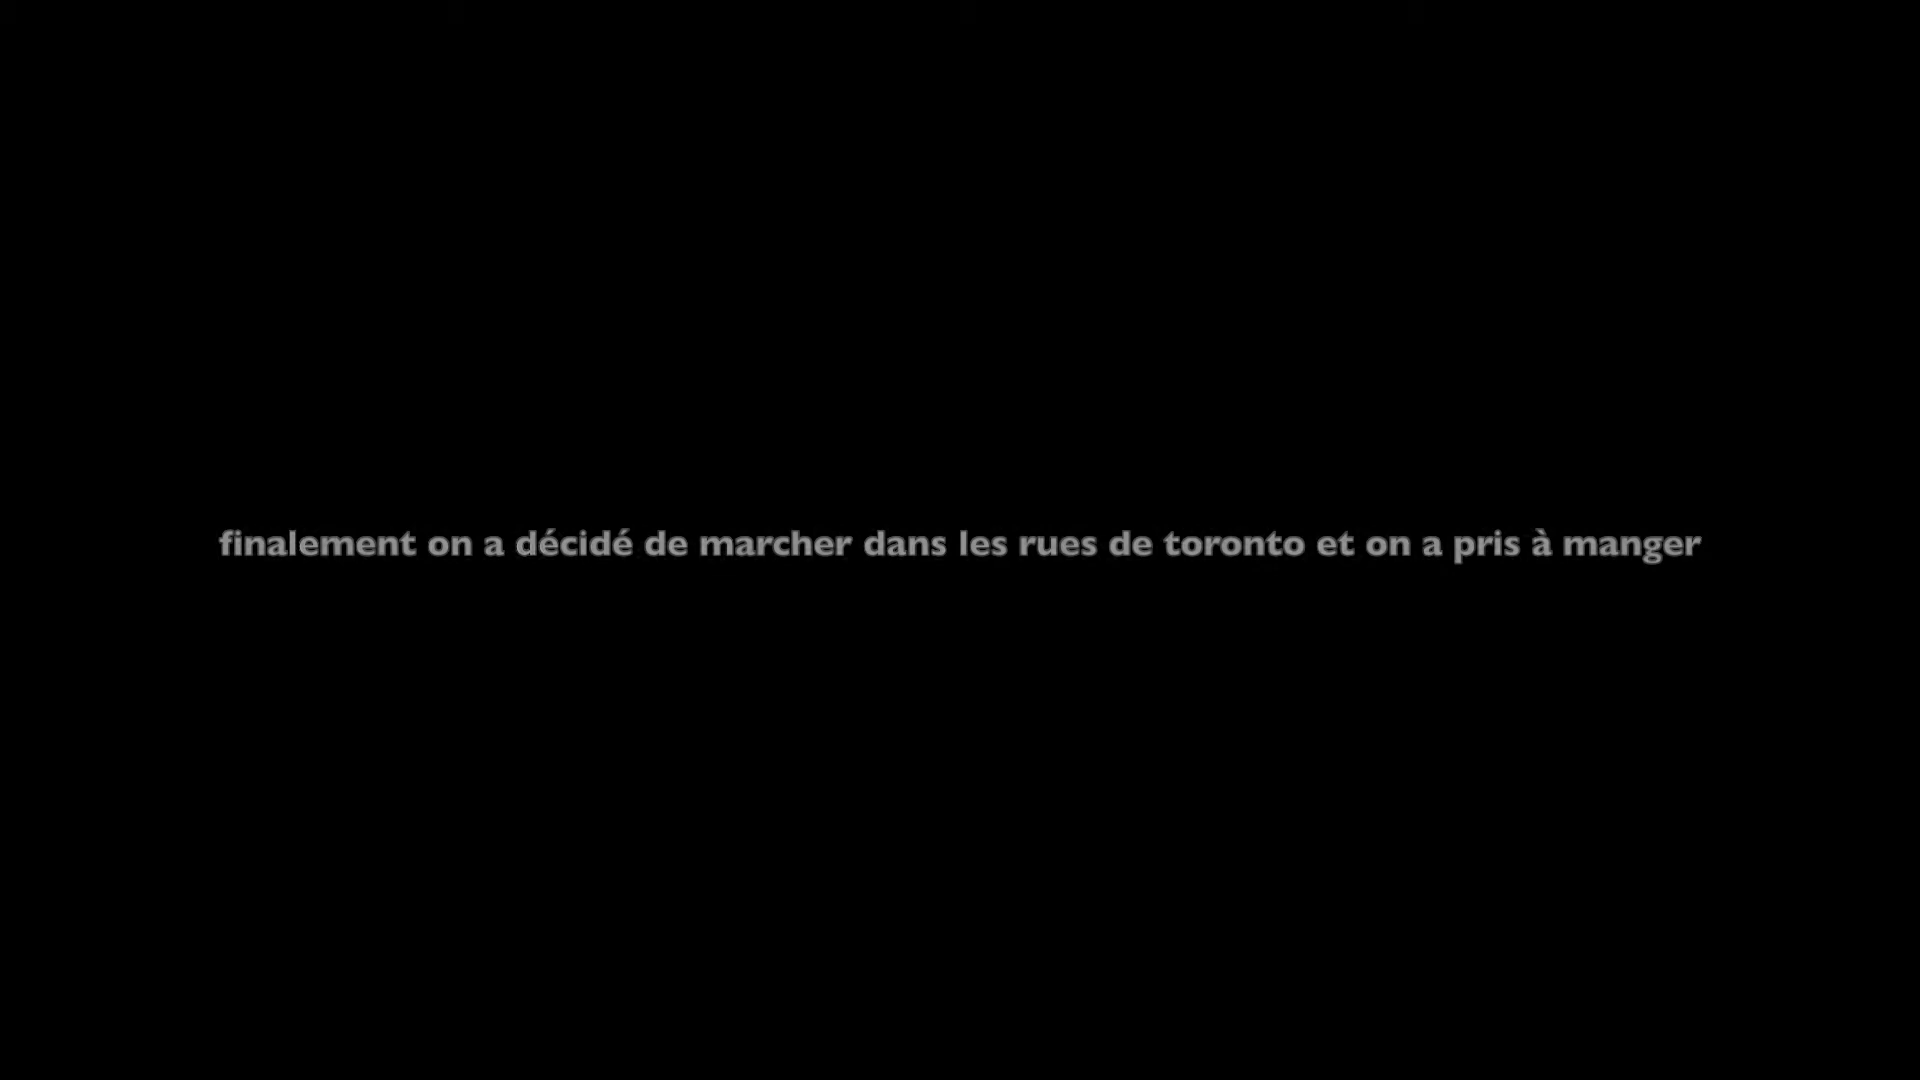 finalement on a décidé de marcher dans les rues de toronto et on a pris à manger